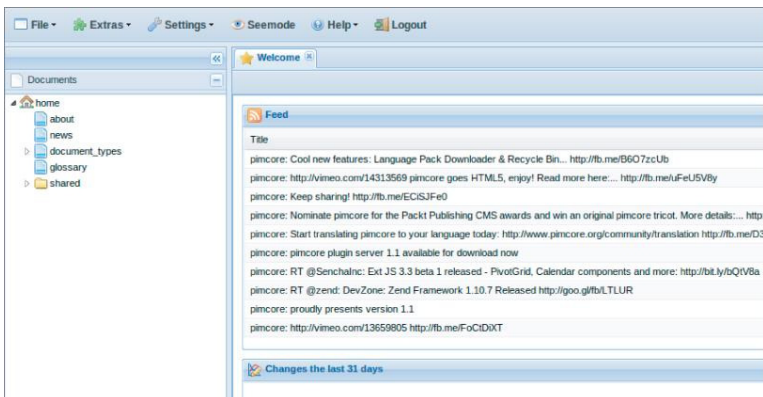 File Extras Settings Seemode Help Logout
Documents
home
about
news
document_types
glossary
shared
Welcome
Feed
Title
pimcore: Cool new features: Language Pack Downloader & Recycle Bin... http://fb.me/B6O7zcUb
pimcore: http://vimeo.com/14313569 pimcore goes HTML5, enjoy! Read more here:... http://fb.me/uFeU5V8y
pimcore: Keep sharing! http://fb.me/ECiSJFe0
pimcore: Nominate pimcore for the Packt Publishing CMS awards and win an original pimcore tricot. More details:... http
pimcore: Start translating pimcore to your language today: http://www.pimcore.org/community/translation http://fb.me/D3
pimcore: pimcore plugin server 1.1 available for download now
pimcore: RT @SenchaInc: Ext JS 3.3 beta 1 released - PivotGrid, Calendar components and more: http://bit.ly/bQtV8a
pimcore: RT @zend: DevZone: Zend Framework 1.10.7 Released http://goo.gl/fb/LTLUR
pimcore: proudly presents version 1.1
pimcore: http://vimeo.com/13659805 http://fb.me/FoCtDiXT
Changes the last 31 days